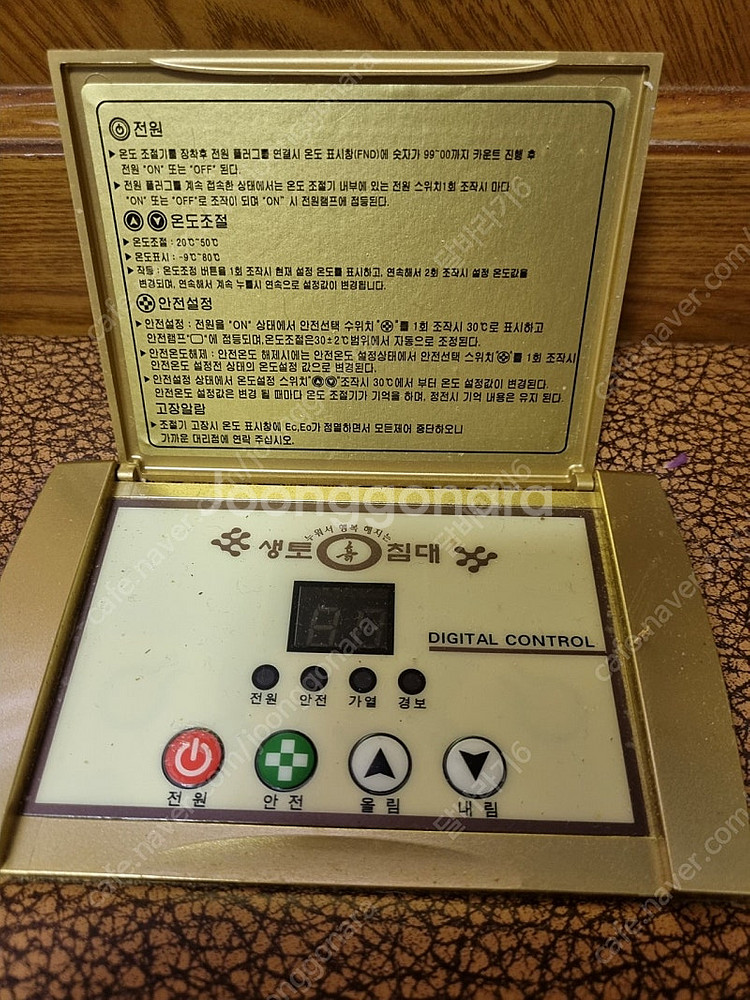 전원
▶ 온도 조절기를 장착후 전원 플러그를 연결시 온도 표시창(FND)에 숫자가 99~00까지 카운트 진행 후
전원 "ON" 또는 "OFF" 된다.
▶ 전원 플러그를 계속 접속한 상태에서는 온도 조절기 내부에 있는 전원 스위치1회 조작시 마다
"ON" 또는 "OFF"로 조작이 되며 "ON" 시 전원램프에 점등된다.
온도조절
▶ 온도조절 : 20℃~50℃
▶ 온도표시 : -9℃~80℃
▶ 작동 : 온도조정 버튼을 1회 조작시 현재 설정 온도를 표시하고, 연속해서 2회 조작시 설정 온도값을
변경되며, 연속해서 계속 누를시 연속으로 설정값이 변경됩니다.
안전설정
▶ 안전설정 : 전원을 "ON" 상태에서 안전선택 수위치 "✜"를 1회 조작시 30℃로 표시하고
안전램프"□"에 점등되며,온도조절은30±2℃범위에서 자동으로 조정된다.
▶ 안전온도해제 : 안전온도 해제시에는 안전온도 설정상태에서 안전선택 스위치"✜"를 1회 조작시
안전온도 설정전 상태의 온도설정 값으로 변경된다.
▶ 안전설정 상태에서 온도설정 스위치"▲▼"조작시 30℃에서 부터 온도 설정값이 변경된다.
안전온도 설정값은 변경 될 때마다 온도 조절기가 기억을 하며, 정전시 기억 내용은 유지 된다.
고장알람
▶ 조절기 고장시 온도 표시창에 Ec,Eo가 점멸하면서 모든제어 중단하오니
가까운 대리점에 연락 주십시오.
Joonggonara
누워서 행복 해지는
생토 休 침대
DIGITAL CONTROL
전원 안전 가열 경보
전원 안전 올림 내림
cafe.naver.com/joonggonara